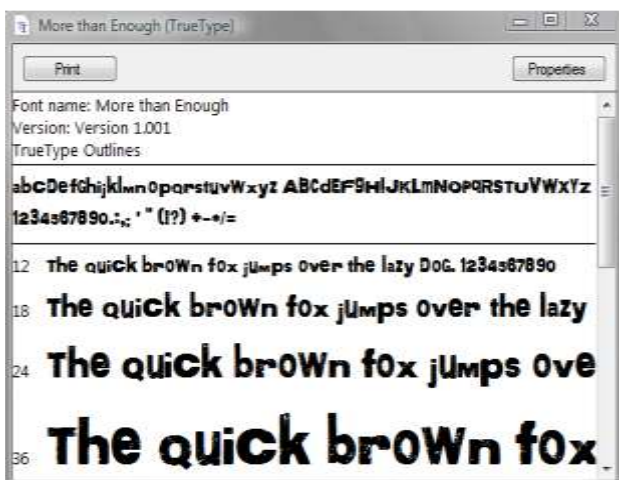 More than Enough (TrueType)
Print Properties
Font name: More than Enough
Version: Version 1.001
TrueType Outlines
abcDefGhijklmnopqrstuvWxyz ABCdEFGHIJKLmNOPQRSTUVWXYZ
1234567890.:,; ' " (!?) +-*/=
12 The quiCk broWn fox jUmps over the lazy DOG. 1234567890
18 The quiCk broWn fox jUmps over the lazy
24 The quiCk broWn fox jUmps ove
36 The quiCk broWn fox